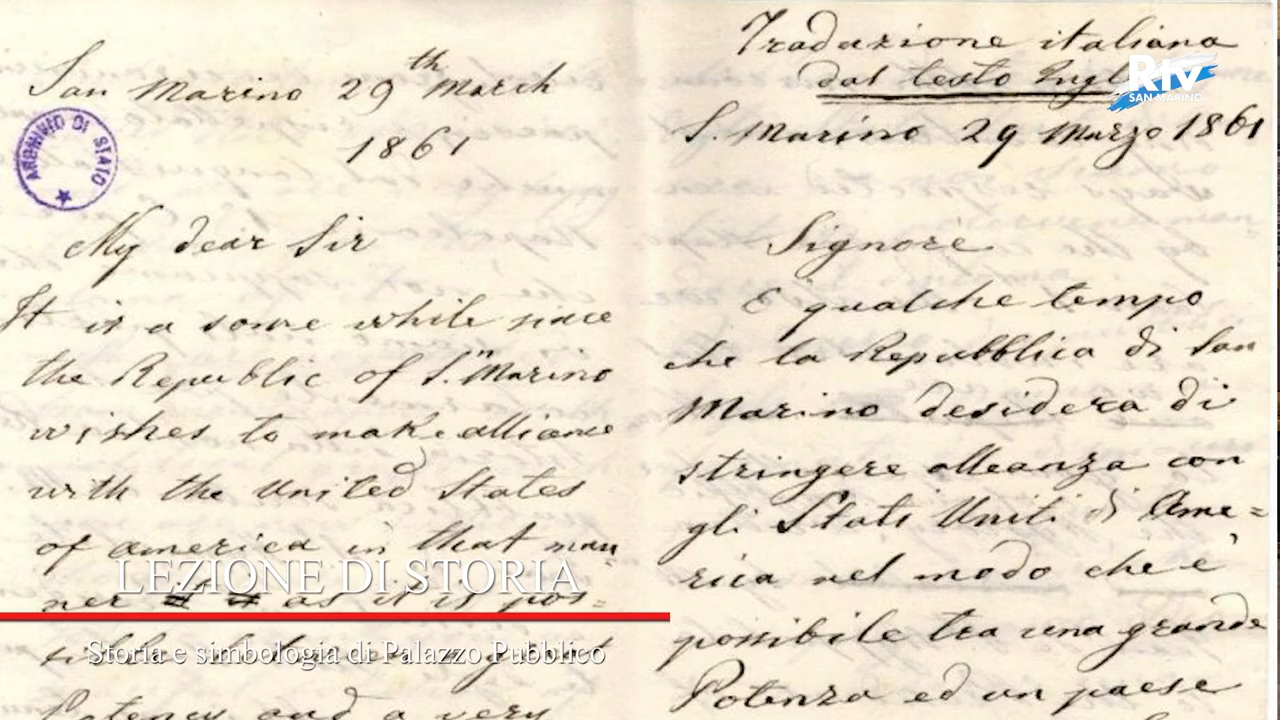 San Marino 29th March
1861
ARCHIVIO DI STATO
My dear Sir
It is a some while since
the Republic of S.n Marino
wishes to make alliance
with the United States
of america in that man-
ner as it is pos=
between a great
Potency and a very
Traduzione italiana
dal testo Ingl
S. Marino 29 Marzo 1861
Signore
E' qualche tempo
che la Repubblica di San
Marino desidera di
stringere alleanza con
gli Stati Uniti di Ame=
rica nel modo che è
possibile tra una grande
Potenza ed un paese
Rtv
SAN MARINO
LEZIONE DI STORIA
Storia e simbologia di Palazzo Pubblico